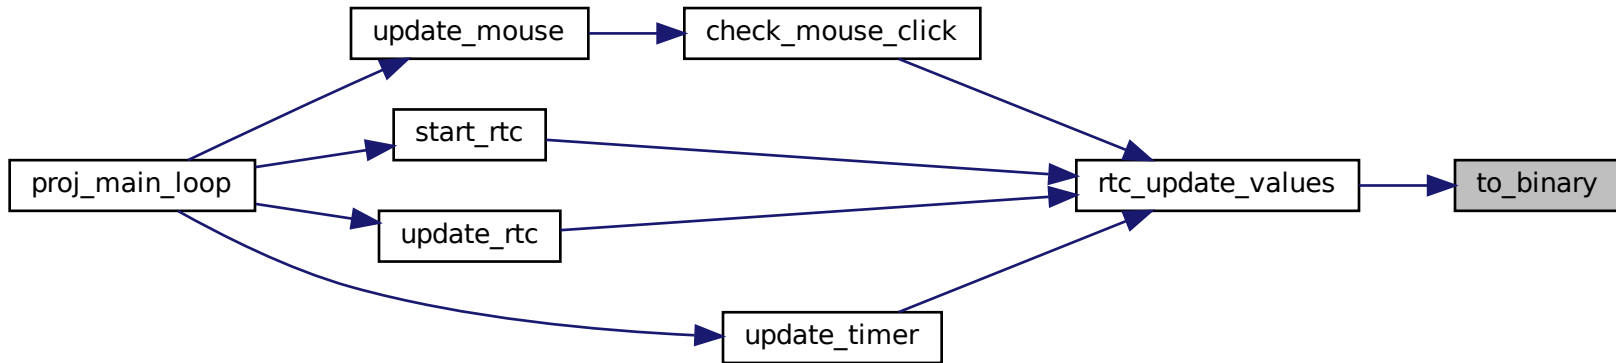 update_mouse
check_mouse_click
start_rtc
proj_main_loop
rtc_update_values
to_binary
update_rtc
update_timer